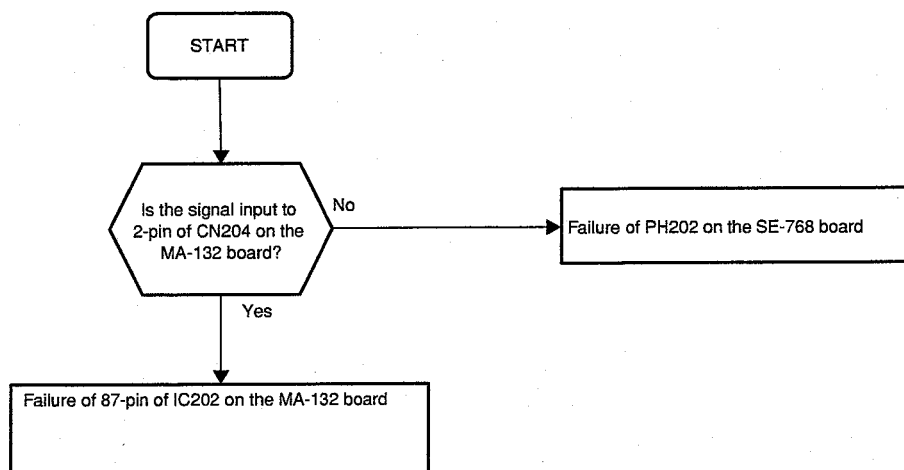 START
Is the signal input to
2-pin of CN204 on the
MA-132 board?
No
Failure of PH202 on the SE-768 board
Yes
Failure of 87-pin of IC202 on the MA-132 board